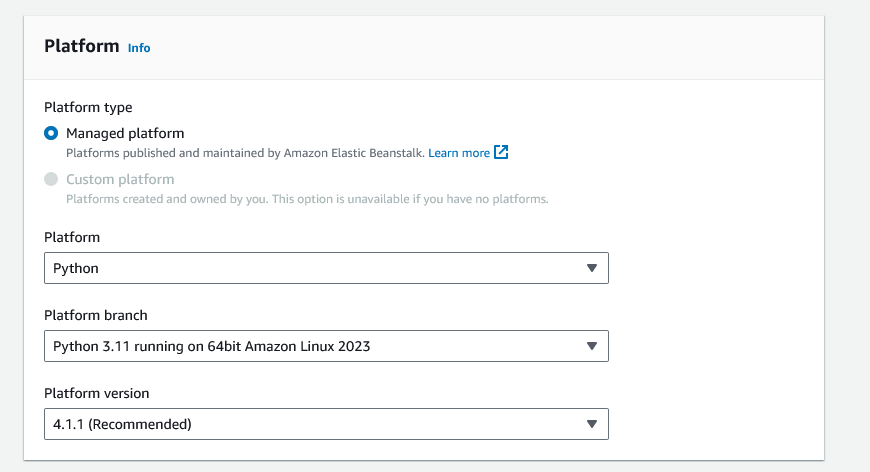 Platform Info
Platform type
Managed platform
Platforms published and maintained by Amazon Elastic Beanstalk. Learn more
Custom platform
Platforms created and owned by you. This option is unavailable if you have no platforms.
Platform
Python
Platform branch
Python 3.11 running on 64bit Amazon Linux 2023
Platform version
4.1.1 (Recommended)